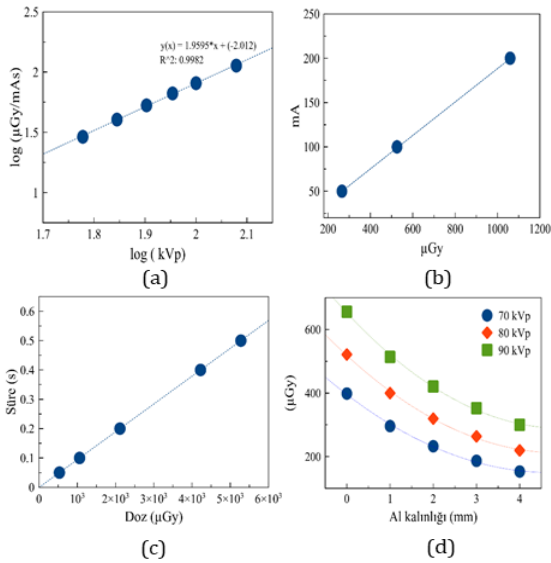 y(x) = 1.9595*x + (-2.012)
R^2: 0.9982
log (µGy/mAs)
2.5
2
1.5
1
1.7 1.8 1.9 2 2.1
log ( kVp)
(a)
mA
250
200
150
100
50
200 400 600 800 1000 1200
µGy
(b)
Süre (s)
0.6
0.5
0.4
0.3
0.2
0.1
0
0 1×10³ 2×10³ 3×10³ 4×10³ 5×10³ 6×10³
Doz (µGy)
(c)
(µGy)
70 kVp
80 kVp
90 kVp
600
400
200
0 1 2 3 4
Al kalınlığı (mm)
(d)